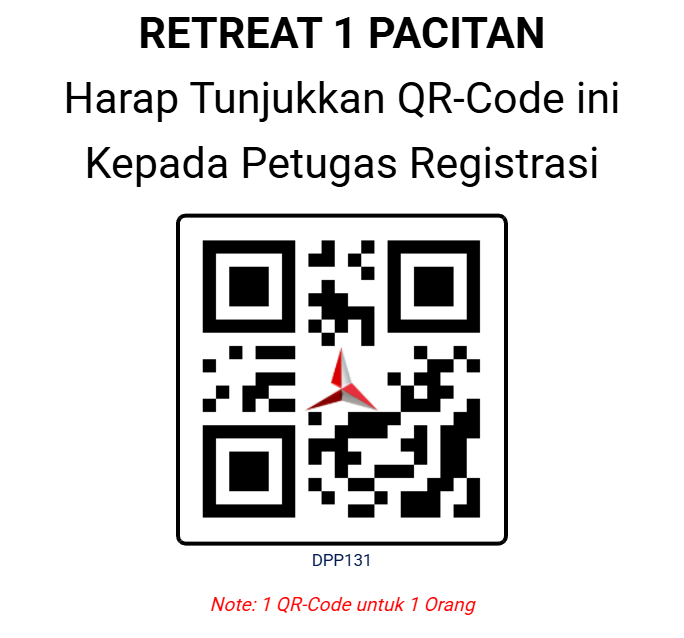 RETREAT 1 PACITAN
Harap Tunjukkan QR-Code ini
Kepada Petugas Registrasi
DPP131
Note: 1 QR-Code untuk 1 Orang